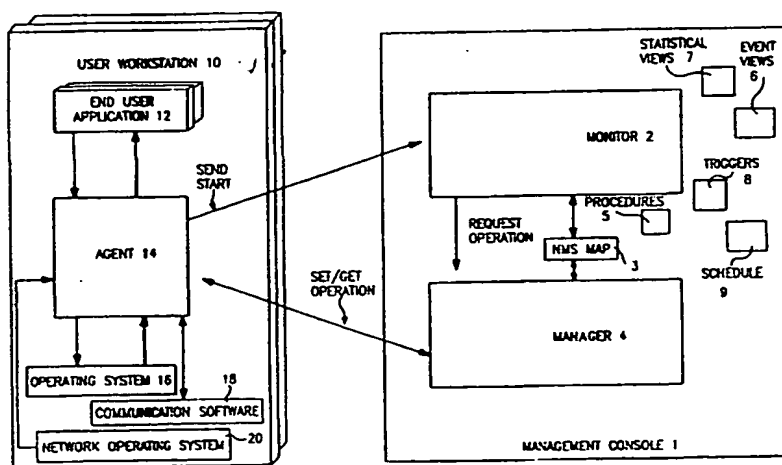 USER WORKSTATION 10
END USER
APPLICATION 12
SEND
START
AGENT 14
SET/GET
OPERATION
OPERATING SYSTEM 16
18
COMMUNICATION SOFTWARE
NETWORK OPERATING SYSTEM
20
STATISTICAL
VIEWS 7
EVENT
VIEWS
6
MONITOR 2
TRIGGERS
8
PROCEDURES
5
REQUEST
OPERATION
NMS MAP
3
SCHEDULE
9
MANAGER 4
MANAGEMENT CONSOLE 1